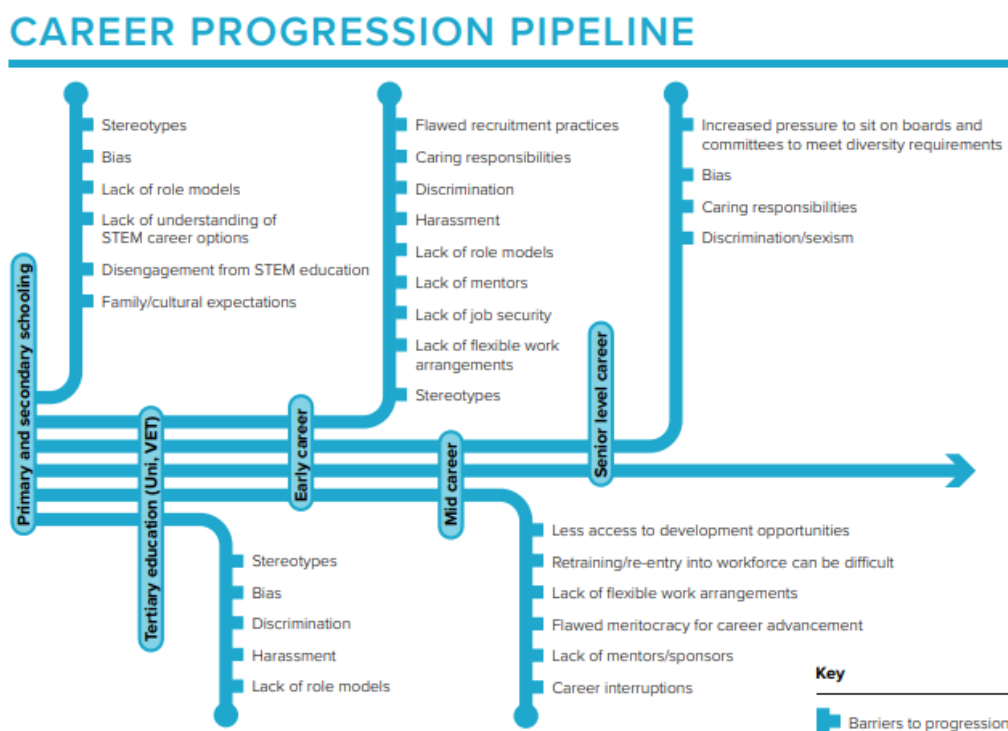 CAREER PROGRESSION PIPELINE
Stereotypes
Bias
Lack of role models
Lack of understanding of
STEM career options
Disengagement from STEM education
Family/cultural expectations
Flawed recruitment practices
Caring responsibilities
Discrimination
Harassment
Lack of role models
Lack of mentors
Lack of job security
Lack of flexible work
arrangements
Stereotypes
Increased pressure to sit on boards and
committees to meet diversity requirements
Bias
Caring responsibilities
Discrimination/sexism
Primary and secondary schooling
Tertiary education (Uni, VET)
Early career
Mid career
Senior level career
Stereotypes
Bias
Discrimination
Harassment
Lack of role models
Less access to development opportunities
Retraining/re-entry into workforce can be difficult
Lack of flexible work arrangements
Flawed meritocracy for career advancement
Lack of mentors/sponsors
Career interruptions
Key
Barriers to progression